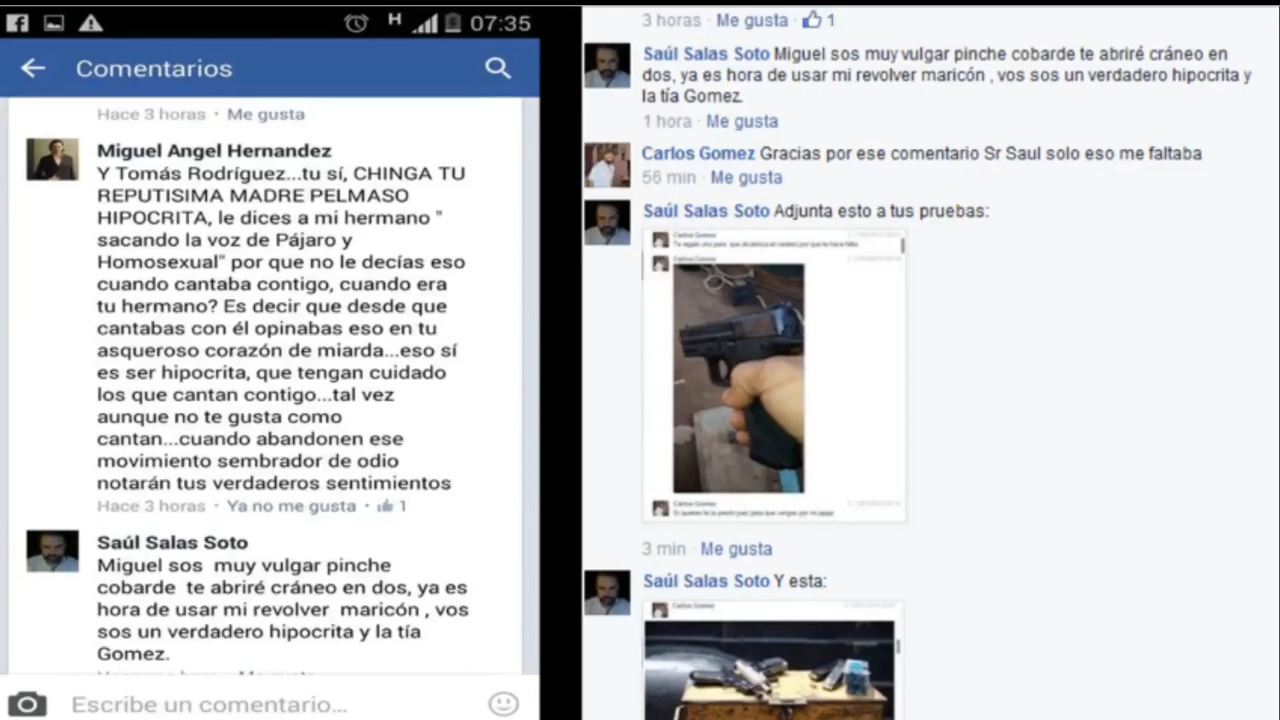 H 07:35
Comentarios
Hace 3 horas · Me gusta
Miguel Angel Hernandez
Y Tomás Rodríguez...tu sí, CHINGA TU
REPUTISIMA MADRE PELMASO
HIPOCRITA, le dices a mi hermano "
sacando la voz de Pájaro y
Homosexual" por que no le decías eso
cuando cantaba contigo, cuando era
tu hermano? Es decir que desde que
cantabas con él opinabas eso en tu
asqueroso corazón de miarda...eso sí
es ser hipocrita, que tengan cuidado
los que cantan contigo...tal vez
aunque no te gusta como
cantan...cuando abandonen ese
movimiento sembrador de odio
notarán tus verdaderos sentimientos
Hace 3 horas · Ya no me gusta · 1
Saúl Salas Soto
Miguel sos muy vulgar pinche
cobarde te abriré cráneo en dos, ya es
hora de usar mi revolver maricón , vos
sos un verdadero hipocrita y la tía
Gomez.
Escribe un comentario...
3 horas · Me gusta · 1
Saúl Salas Soto Miguel sos muy vulgar pinche cobarde te abriré cráneo en
dos, ya es hora de usar mi revolver maricón , vos sos un verdadero hipocrita y
la tía Gomez.
1 hora · Me gusta
Carlos Gomez Gracias por ese comentario Sr Saul solo eso me faltaba
56 min · Me gusta
Saúl Salas Soto Adjunta esto a tus pruebas:
Carlos Gomez
Carlos Gomez
Carlos Gomez
3 min · Me gusta
Saúl Salas Soto Y esta:
Carlos Gomez